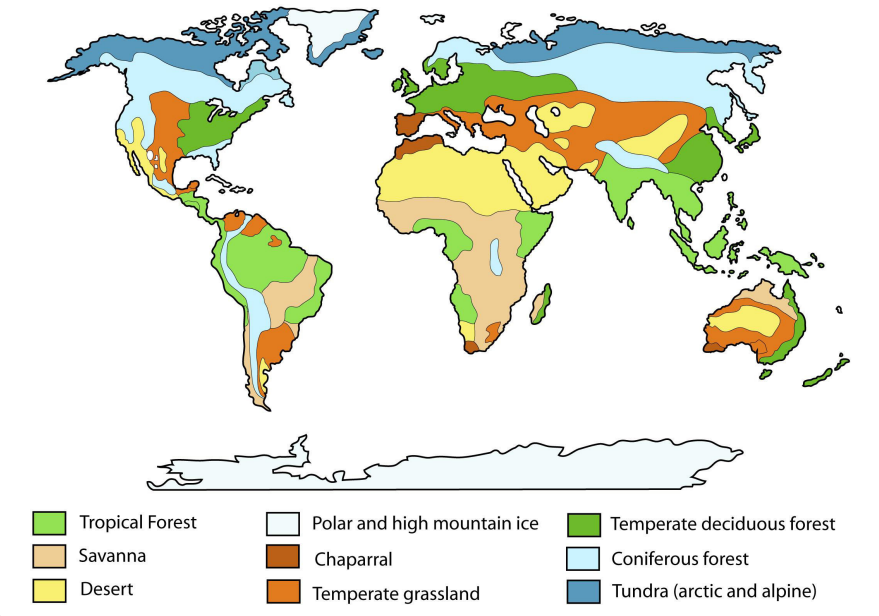 Tropical Forest
Polar and high mountain ice
Temperate deciduous forest
Savanna
Chaparral
Coniferous forest
Desert
Temperate grassland
Tundra (arctic and alpine)